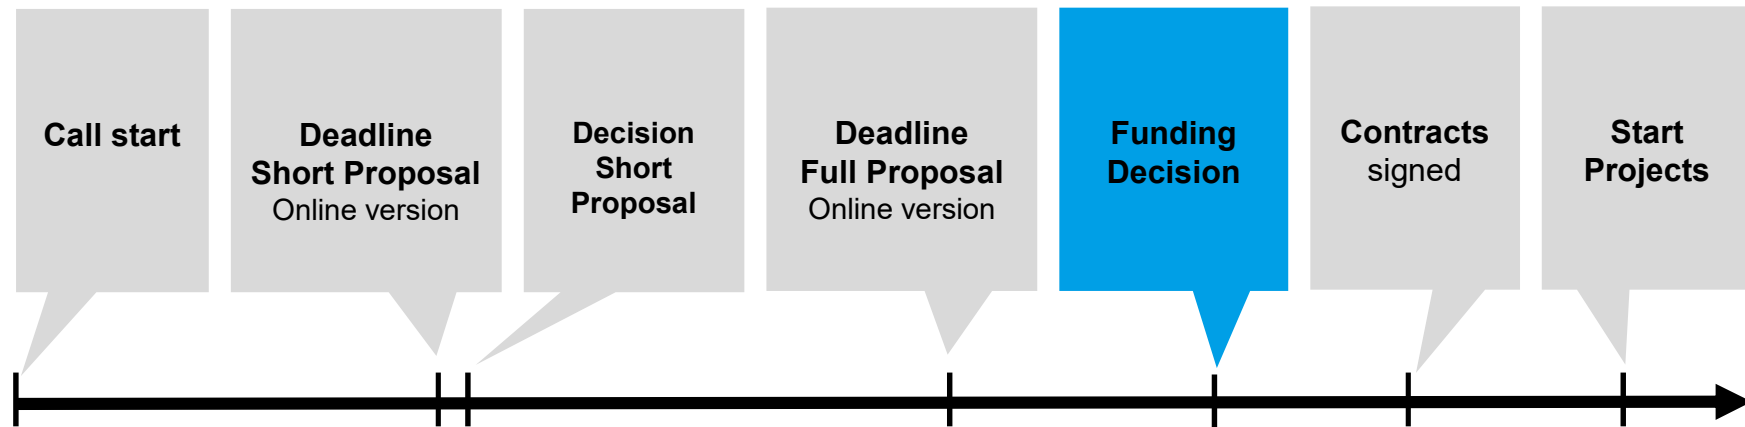 Call start
Deadline
Short Proposal
Online version
Decision
Short
Proposal
Deadline
Full Proposal
Online version
Funding
Decision
Contracts
signed
Start
Projects